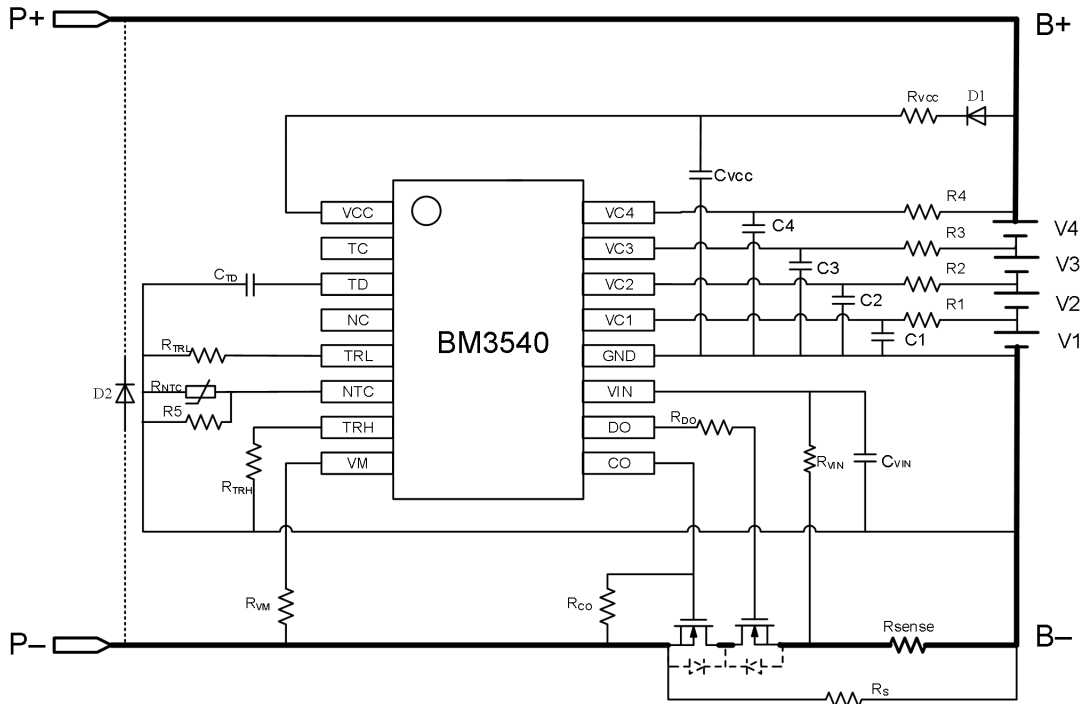 P+
B+
Rvcc
D1
Cvcc
VCC
VC4
R4
C4
V4
TC
VC3
R3
C3
V3
CTD
TD
VC2
R2
C2
V2
NC
VC1
R1
C1
V1
BM3540
RTRL
TRL
GND
D2
RNTC
NTC
VIN
R5
RDO
TRH
DO
RVIN
CVIN
RTRH
VM
CO
RVM
RCO
Rsense
P–
B–
RS